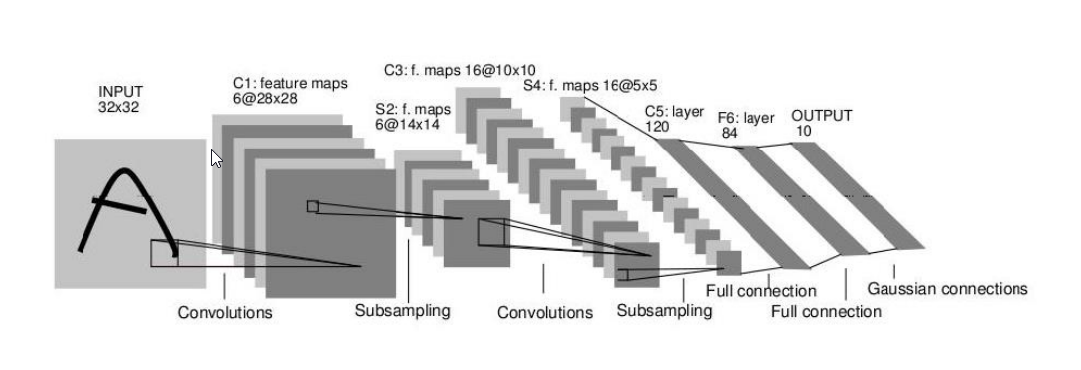 INPUT
32x32
C1: feature maps
6@28x28
S2: f. maps
6@14x14
C3: f. maps 16@10x10
S4: f. maps 16@5x5
C5: layer
120
F6: layer
84
OUTPUT
10
A
Convolutions
Subsampling
Convolutions
Subsampling
Full connection
Full connection
Gaussian connections